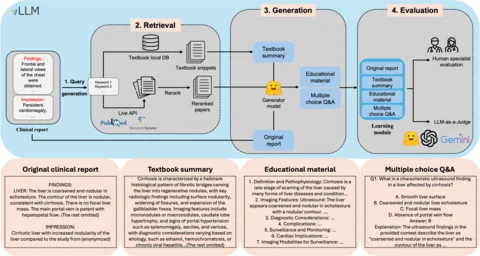 vLLM
2. Retrieval
3. Generation
4. Evaluation
Findings:
Frontal and
lateral views
of the chest
were
obtained.
...
Impression:
Persistent
cardiomegaly.
...
Clinical report
1. Query
generation
Keyword 1
Keyword 2
Textbook local DB
Textbook snippets
Live API
PubMed
Semantic Scholar
Rerank
Reranked
papers
Textbook
summary
Generator
model
Original
report
Educational
material
Multiple
choice Q&A
Original report
Textbook
summary
Educational
material
Multiple
choice Q&A
Learning
module
Human specialist
evaluation
LLM-as-a-Judge
Gemini
Original clinical report
FINDINGS:
LIVER: The liver is coarsened and nodular in
echotexture. The contour of the liver is nodular,
consistent with cirrhosis. There is no focal liver
mass. The main portal vein is patent with
hepatopetal flow. (The rest omitted)
IMPRESSION:
Cirrhotic liver with increased nodularity of the liver
compared to the study from (anonymized)
Textbook summary
Cirrhosis is characterized by a hallmark
histological pattern of fibrotic bridges carving
the liver into regenerative nodules, with key
radiologic findings including surface nodularity,
widening of fissures, and expansion of the
gallbladder fossa. Imaging features include
micronodules or macronodules, caudate lobe
hypertrophy, and signs of portal hypertension
such as splenomegaly, ascites, and varices,
with diagnostic considerations varying based on
etiology, such as ethanol, hemochromatosis, or
chronic viral hepatitis...(The rest omitted)
Educational material
1. Definition and Pathophysiology: Cirrhosis is a
late stage of scarring of the liver caused by
many forms of liver diseases and condition...
2. Imaging Features: Ultrasound: The liver
appears coarsened and nodular in echotexture
with a nodular contour. ...
3. Diagnostic Considerations: ...
4. Complications: ...
5. Surveillance and Monitoring: ...
6. Cardiac Implications: ...
7. Imaging Modalities for Surveillance: ...
Multiple choice Q&A
Q1. What is a characteristic ultrasound finding
in a liver affected by cirrhosis?
A. Smooth liver surface
B. Coarsened and nodular liver echotexture
C. Focal liver mass
D. Absence of portal vein flow
Answer: B
Explanation: The ultrasound findings in the
provided context describe the liver as
"coarsened and nodular in echotexture" and the
contour of the liver as ...